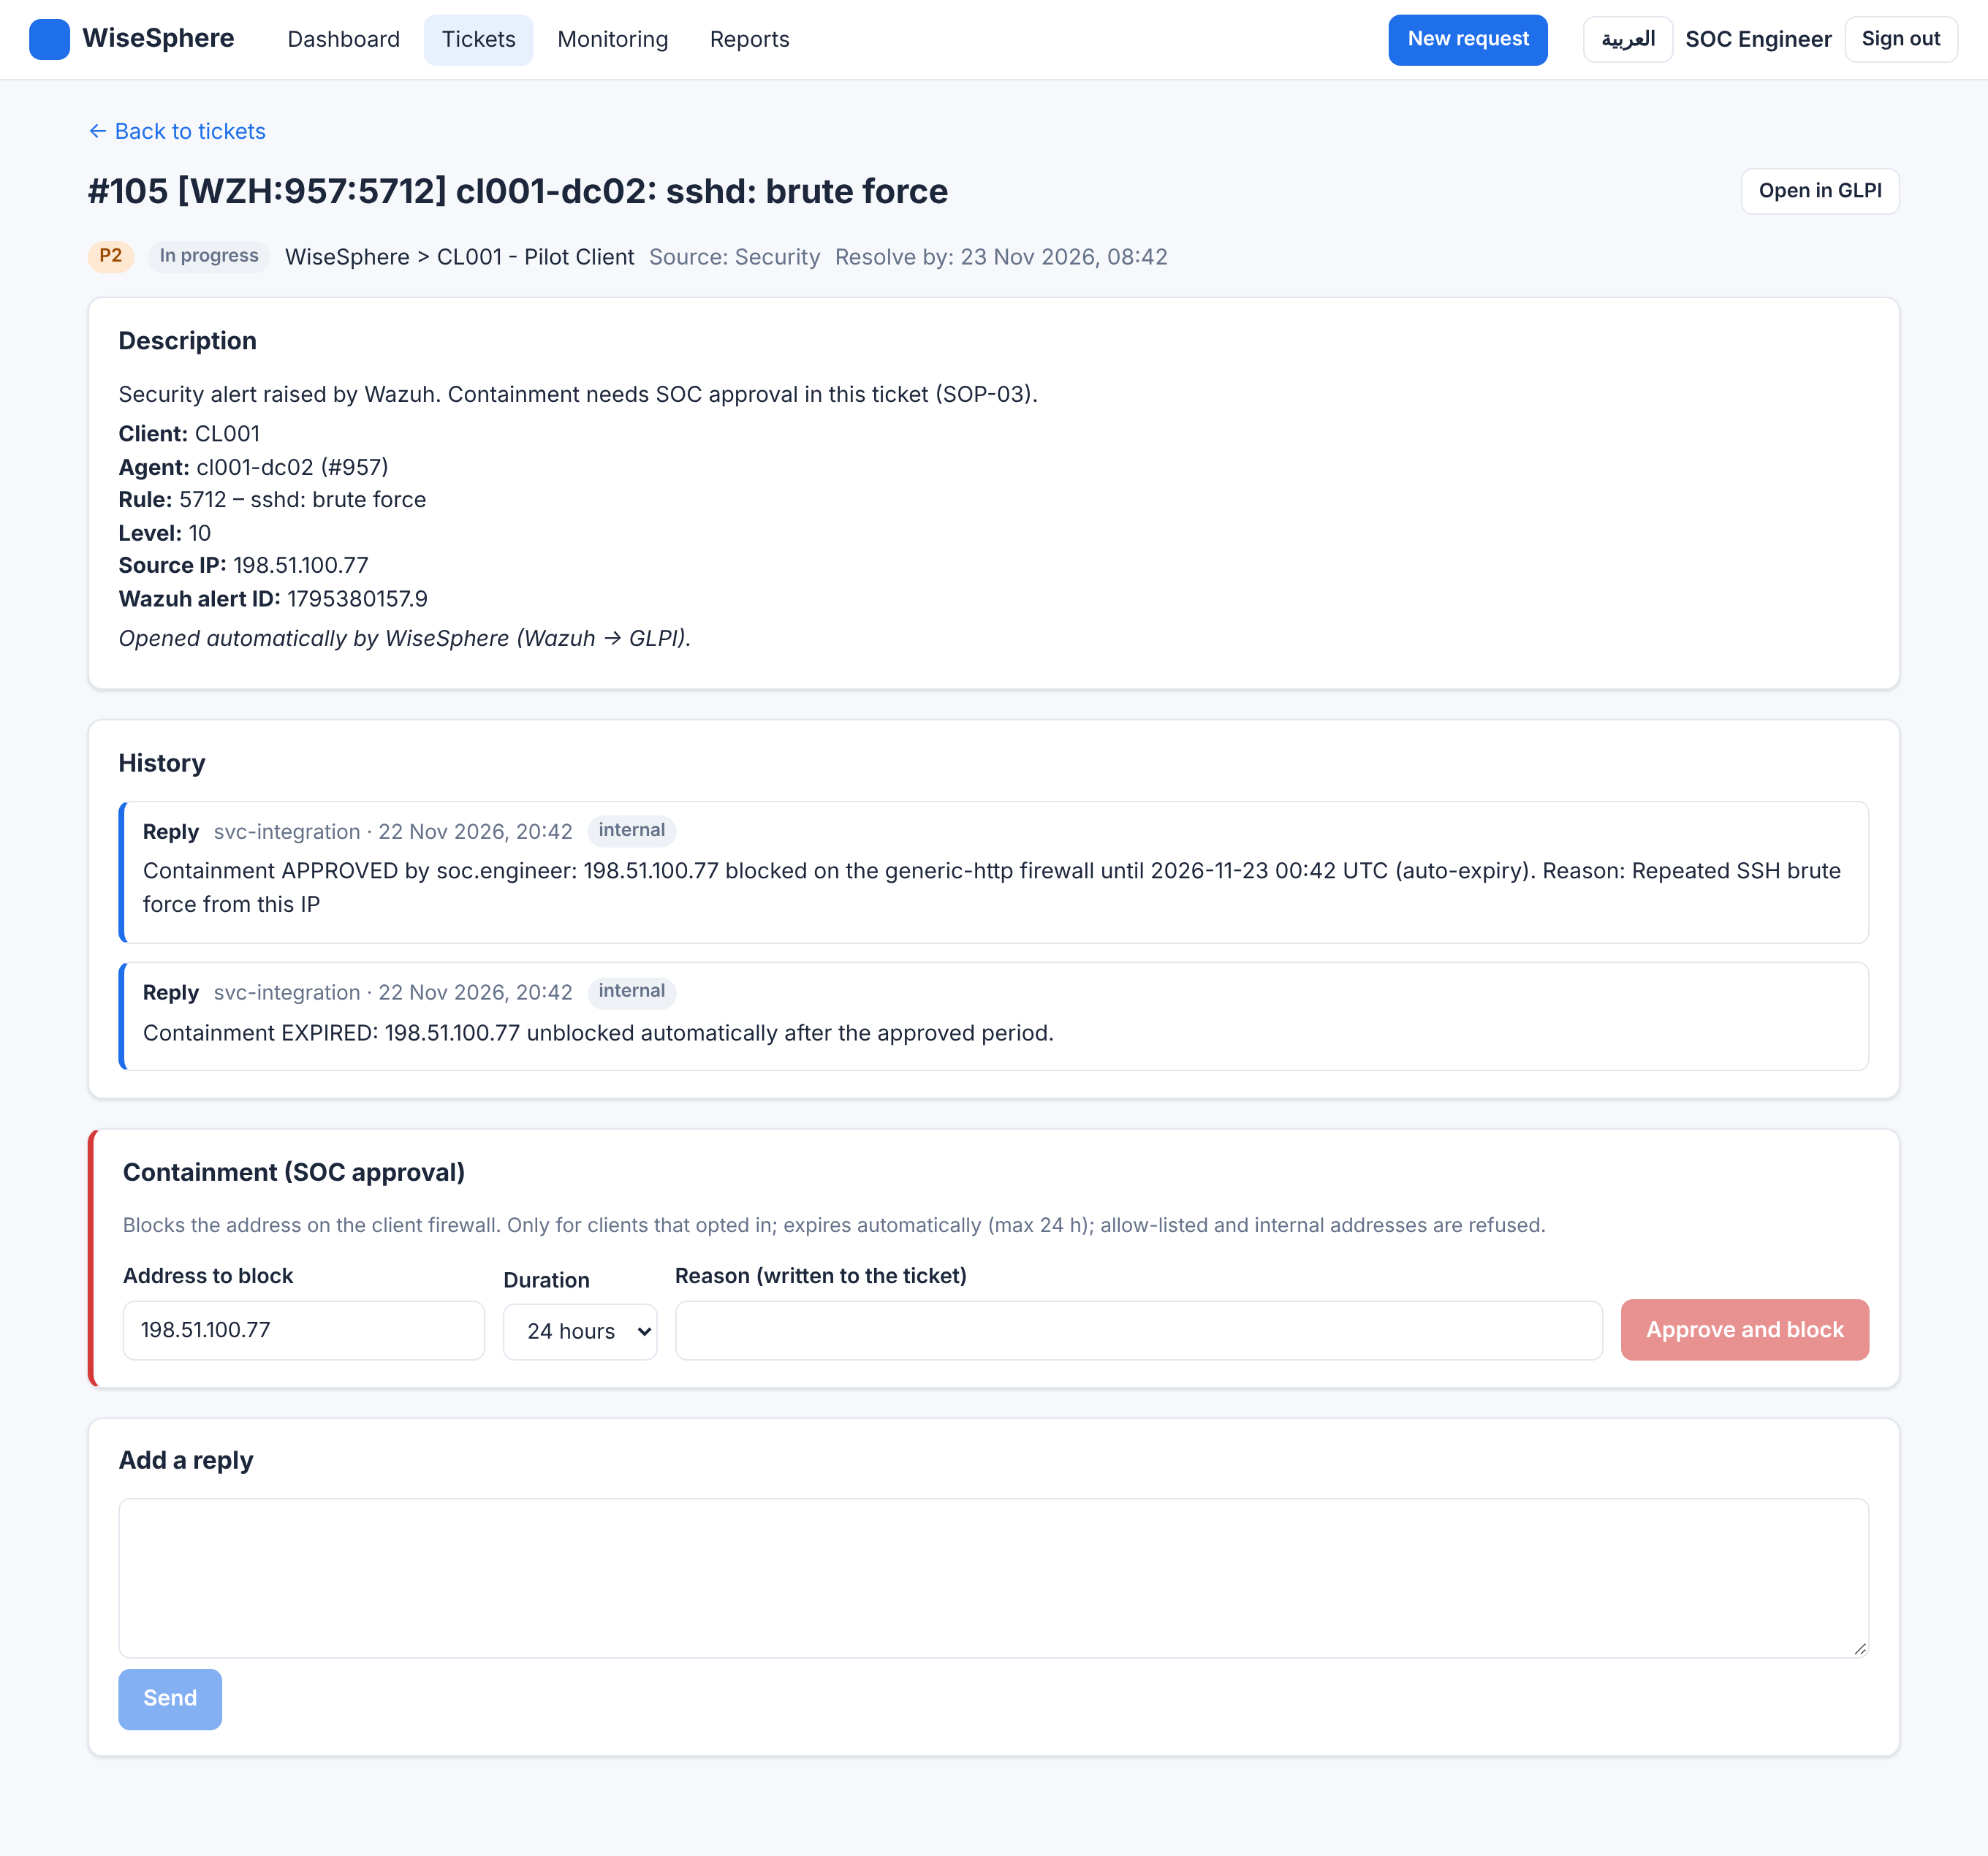 WiseSphere
Dashboard
Tickets
Monitoring
Reports
New request
العربية
SOC Engineer
Sign out
← Back to tickets
#105 [WZH:957:5712] cl001-dc02: sshd: brute force
Open in GLPI
P2 In progress WiseSphere > CL001 - Pilot Client Source: Security Resolve by: 23 Nov 2026, 08:42
Description
Security alert raised by Wazuh. Containment needs SOC approval in this ticket (SOP-03).
Client: CL001
Agent: cl001-dc02 (#957)
Rule: 5712 – sshd: brute force
Level: 10
Source IP: 198.51.100.77
Wazuh alert ID: 1795380157.9
Opened automatically by WiseSphere (Wazuh → GLPI).
History
Reply svc-integration · 22 Nov 2026, 20:42 internal
Containment APPROVED by soc.engineer: 198.51.100.77 blocked on the generic-http firewall until 2026-11-23 00:42 UTC (auto-expiry). Reason: Repeated SSH brute
force from this IP
Reply svc-integration · 22 Nov 2026, 20:42 internal
Containment EXPIRED: 198.51.100.77 unblocked automatically after the approved period.
Containment (SOC approval)
Blocks the address on the client firewall. Only for clients that opted in; expires automatically (max 24 h); allow-listed and internal addresses are refused.
Address to block
Duration
Reason (written to the ticket)
198.51.100.77
24 hours
Approve and block
Add a reply
Send